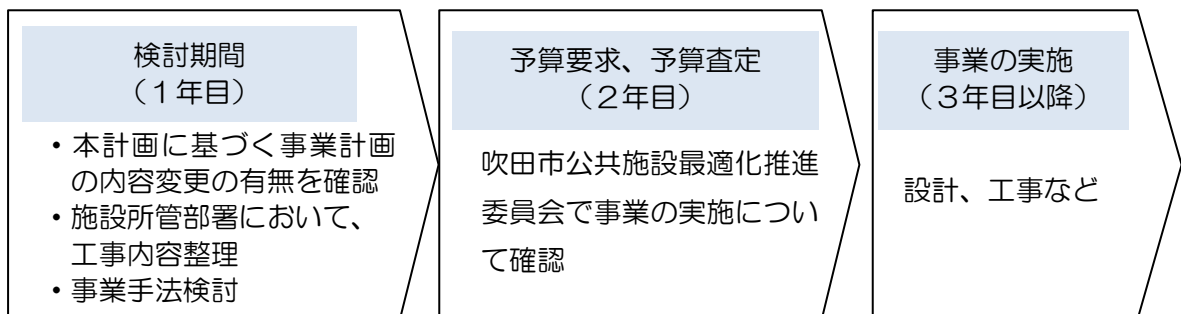 検討期間
（１年目）
・本計画に基づく事業計画
の内容変更の有無を確認
・施設所管部署において、
工事内容整理
・事業手法検討
予算要求、予算査定
（２年目）
吹田市公共施設最適化推進
委員会で事業の実施につい
て確認
事業の実施
（３年目以降）
設計、工事など